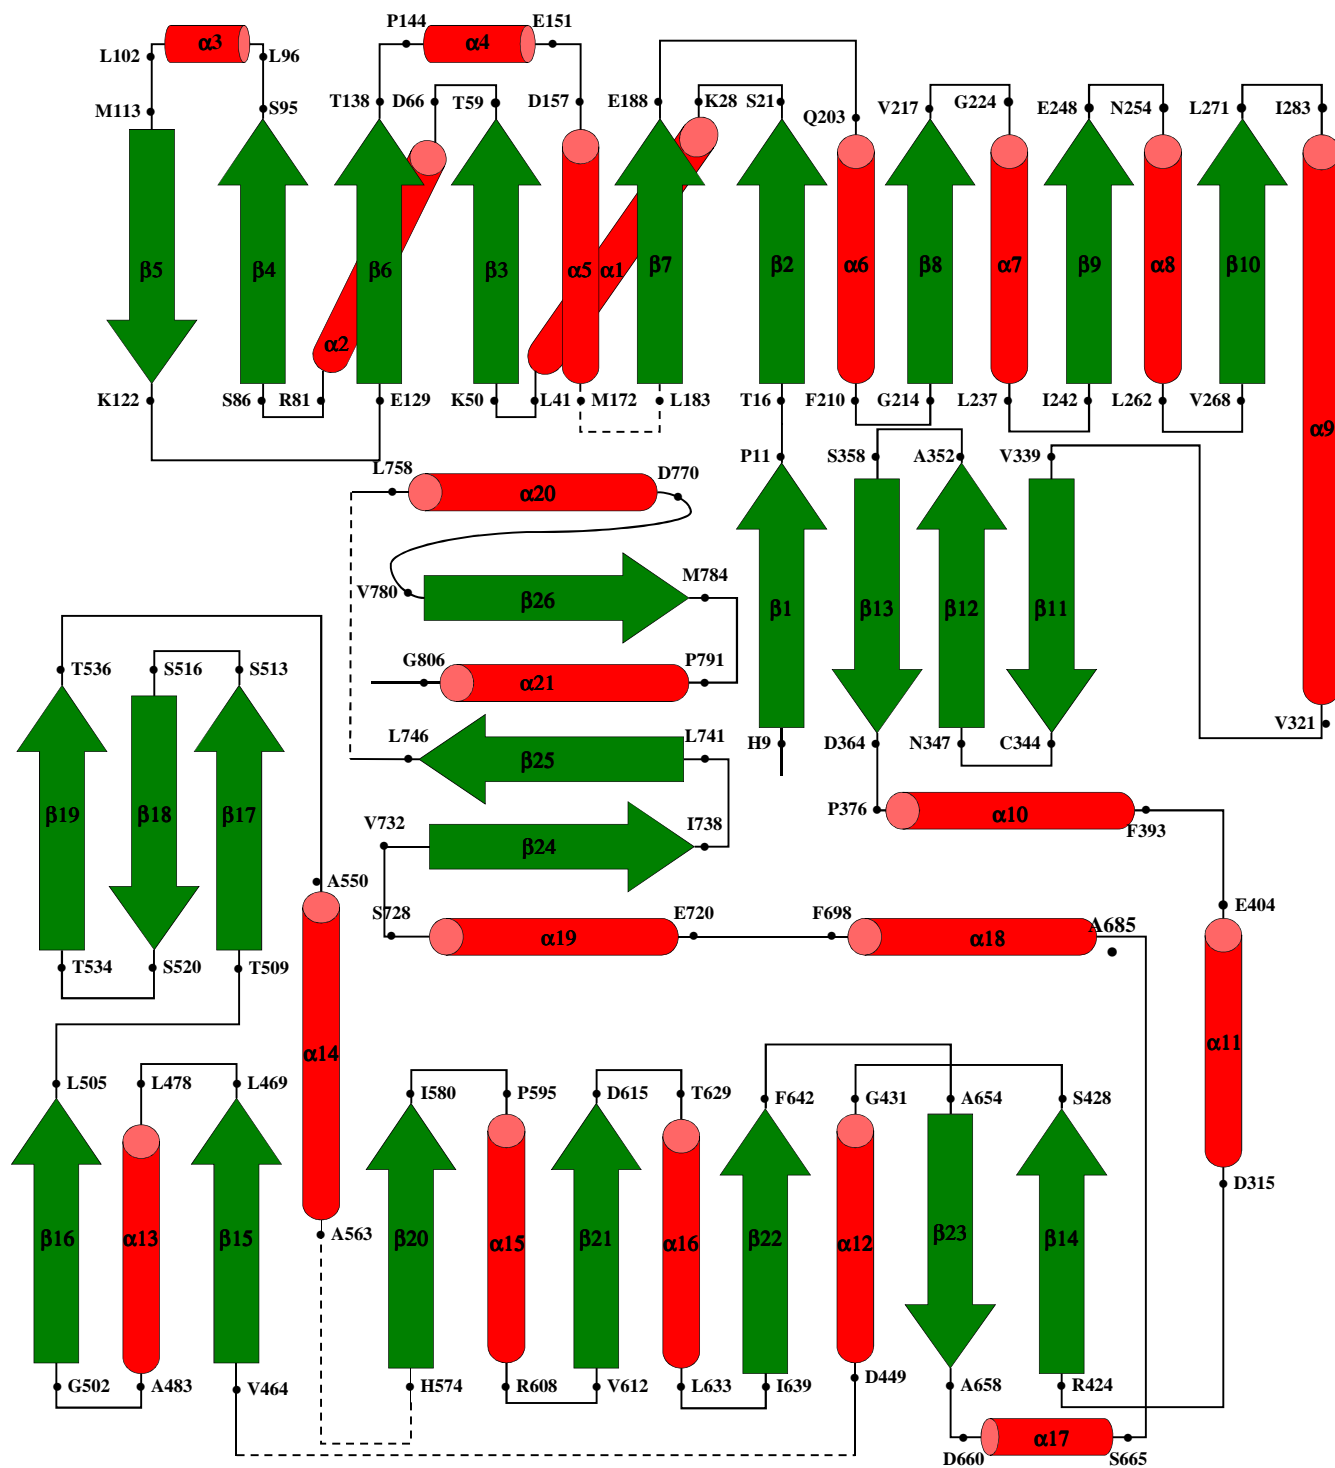 P144 E151
α3 α4
L102 L96
T138 D66 T59 D157 E188 K28 S21 V217 G224 E248 N254 L271 I283
M113 S95 Q203
β5 β4 β6 β3 α5 α1 β7 β2 α6 β8 α7 β9 α8 β10
α2
K122 S86 R81 E129 K50 L41 M172 L183 T16 F210 G214 L237 I242 L262 V268
α9
P11 S358 A352 V339
L758 D770
α20
V780 M784
β26 β1 β13 β12 β11
T536 S516 S513 G806 P791
α21
V321
L746 L741 H9 D364 N347 C344
β25
β19 β18 β17 P376 α10
V732 I738 F393
β24
A550 E404
S728 E720 F698 A685
α19 α18
T534 S520 T509
α11
α14
L505 L478 L469 I580 P595 D615 T629 F642 G431 A654 S428
D315
A563
β16 α13 β15 β20 α15 β21 α16 β22 α12 β23 β14
G502 A483 V464 H574 R608 V612 L633 I639 D449 A658 R424
α17
D660 S665